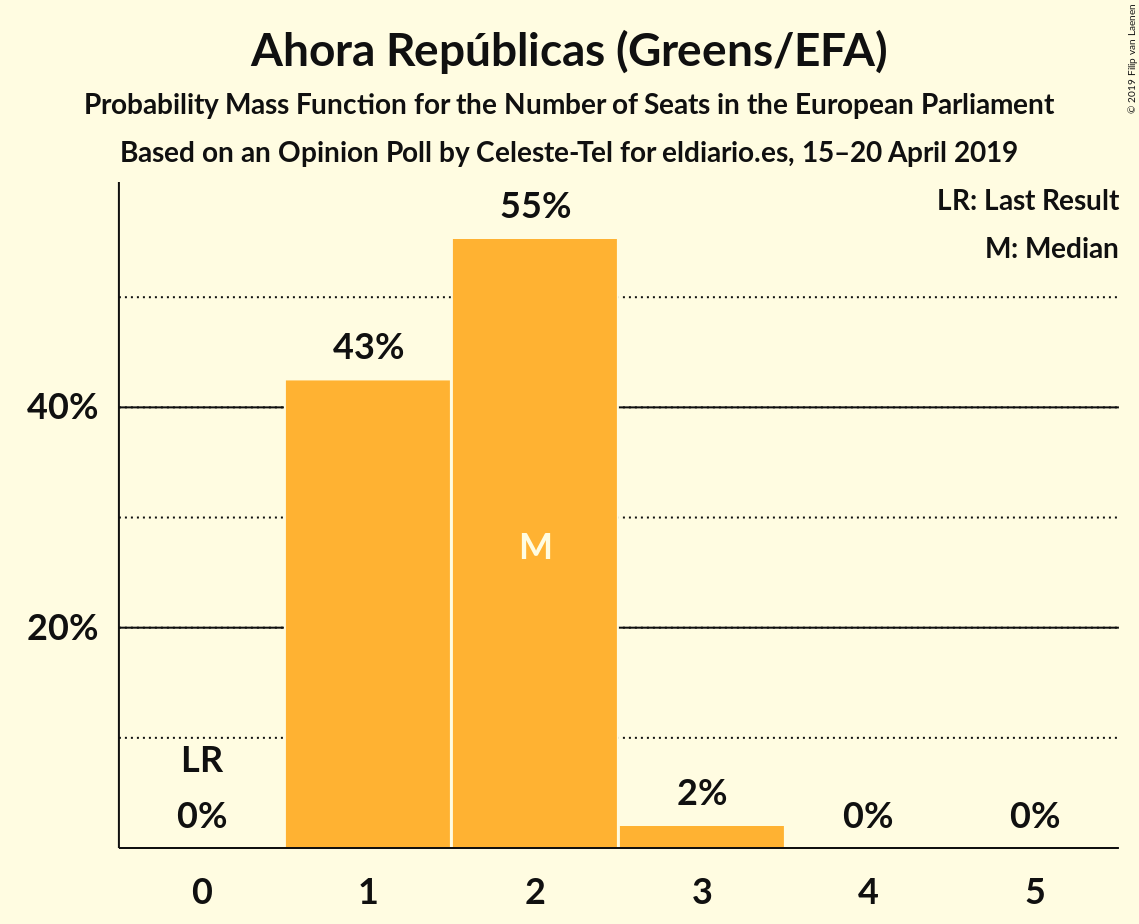 Ahora Repúblicas (Greens/EFA)
Probability Mass Function for the Number of Seats in the European Parliament
Based on an Opinion Poll by Celeste-Tel for eldiario.es, 15–20 April 2019
© 2019 Filip van Laenen
LR: Last Result
M: Median
55%
43%
40%
M
20%
LR
0%
2%
0%
0%
0 1 2 3 4 5